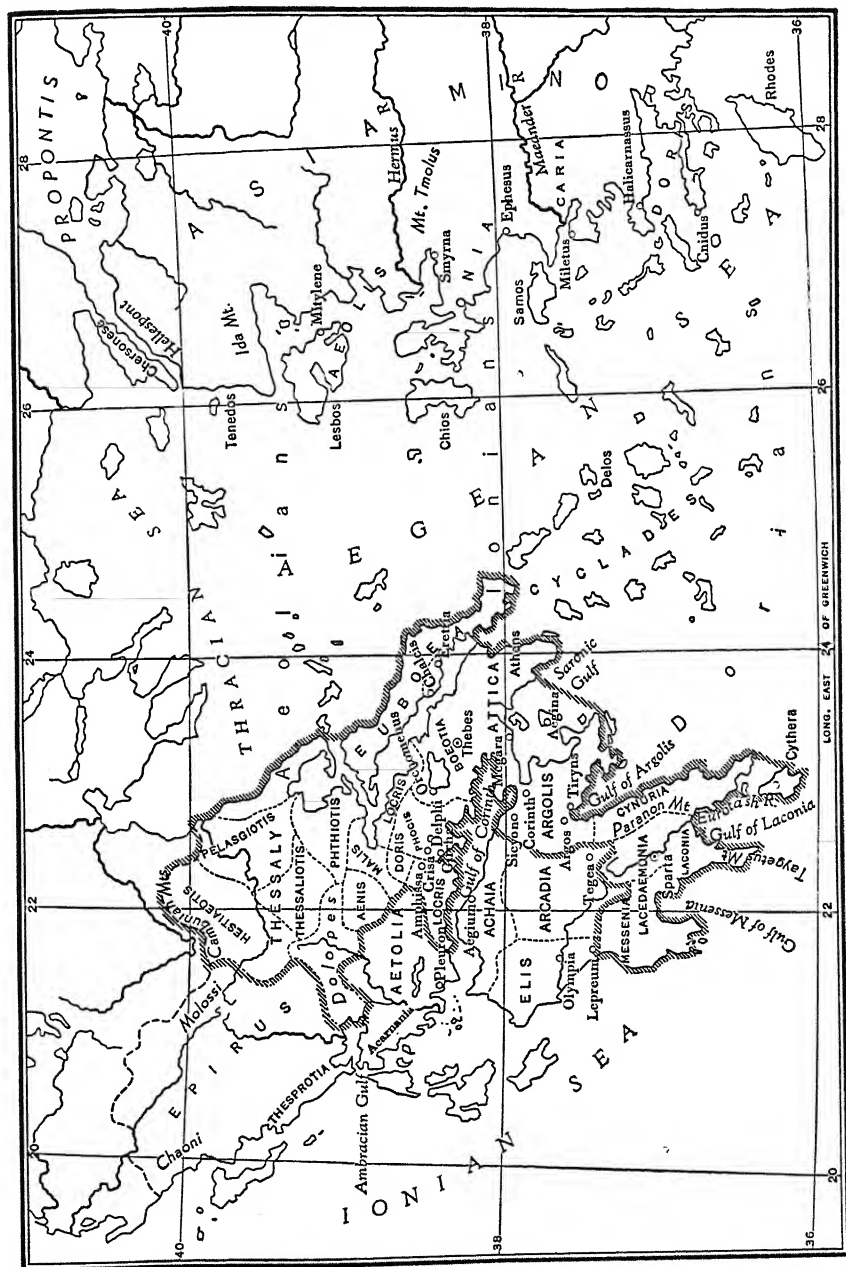 PROPONTIS
40
38
36
20
22
24
26
28
LONG. EAST OF GREENWICH
THRACIAN SEA
Chersonese
Hellespont
ASIA MINOR
Ida Mt.
Tenedos
Lesbos
Mitylene
AEOLIS
Hermus R
Mt. Tmolus
Smyrna
Chios
IONIA
Ephesus
Maeander R
Samos
Miletus
CARIA
Halicarnassus
DORIS
Cnidus
Rhodes
AEGEAN SEA
Aeolians
Ionians
Dorians
CYCLADES
Delos
EPIRUS
Chaoni
Molossi
THESPROTIA
Ambracian Gulf
Acarnania
IONIAN SEA
Cambunian Mt.
HESTIAEOTIS
PELASGIOTIS
THESSALY
THESSALIOTIS
PHTHIOTIS
Dolopes
AENIS
MALIS
AETOLIA
DORIS
LOCRIS
PHOCIS
LOCRIS
Amphissa
Crisa
Delphi
Pleuron
Gulf of Corinth
Orchomenus
BOEOTIA
Thebes
EUBOEA
Chalcis
Eretria
ATTICA
Athens
Megara
Saronic Gulf
Aegina
ACHAIA
Aegium
Sicyon
Corinth
ARGOLIS
Argos
Tiryns
Gulf of Argolis
ARCADIA
Tegea
ELIS
Olympia
Lepreum
MESSENIA
LACEDAEMONIA
Sparta
LACONIA
CYNURIA
Paranon Mt
Eurotas R.
Gulf of Laconia
Taygetus Mt
Gulf of Messenia
Cythera